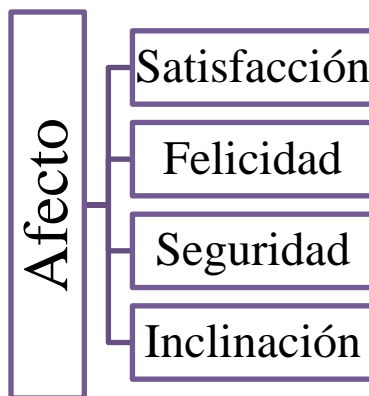 Afecto
Satisfacción
Felicidad
Seguridad
Inclinación